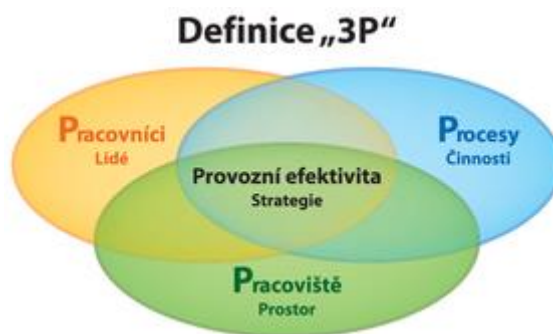 Definice „3P“
Pracovníci
Lidé
Procesy
Činnosti
Provozní efektivita
Strategie
Pracoviště
Prostor